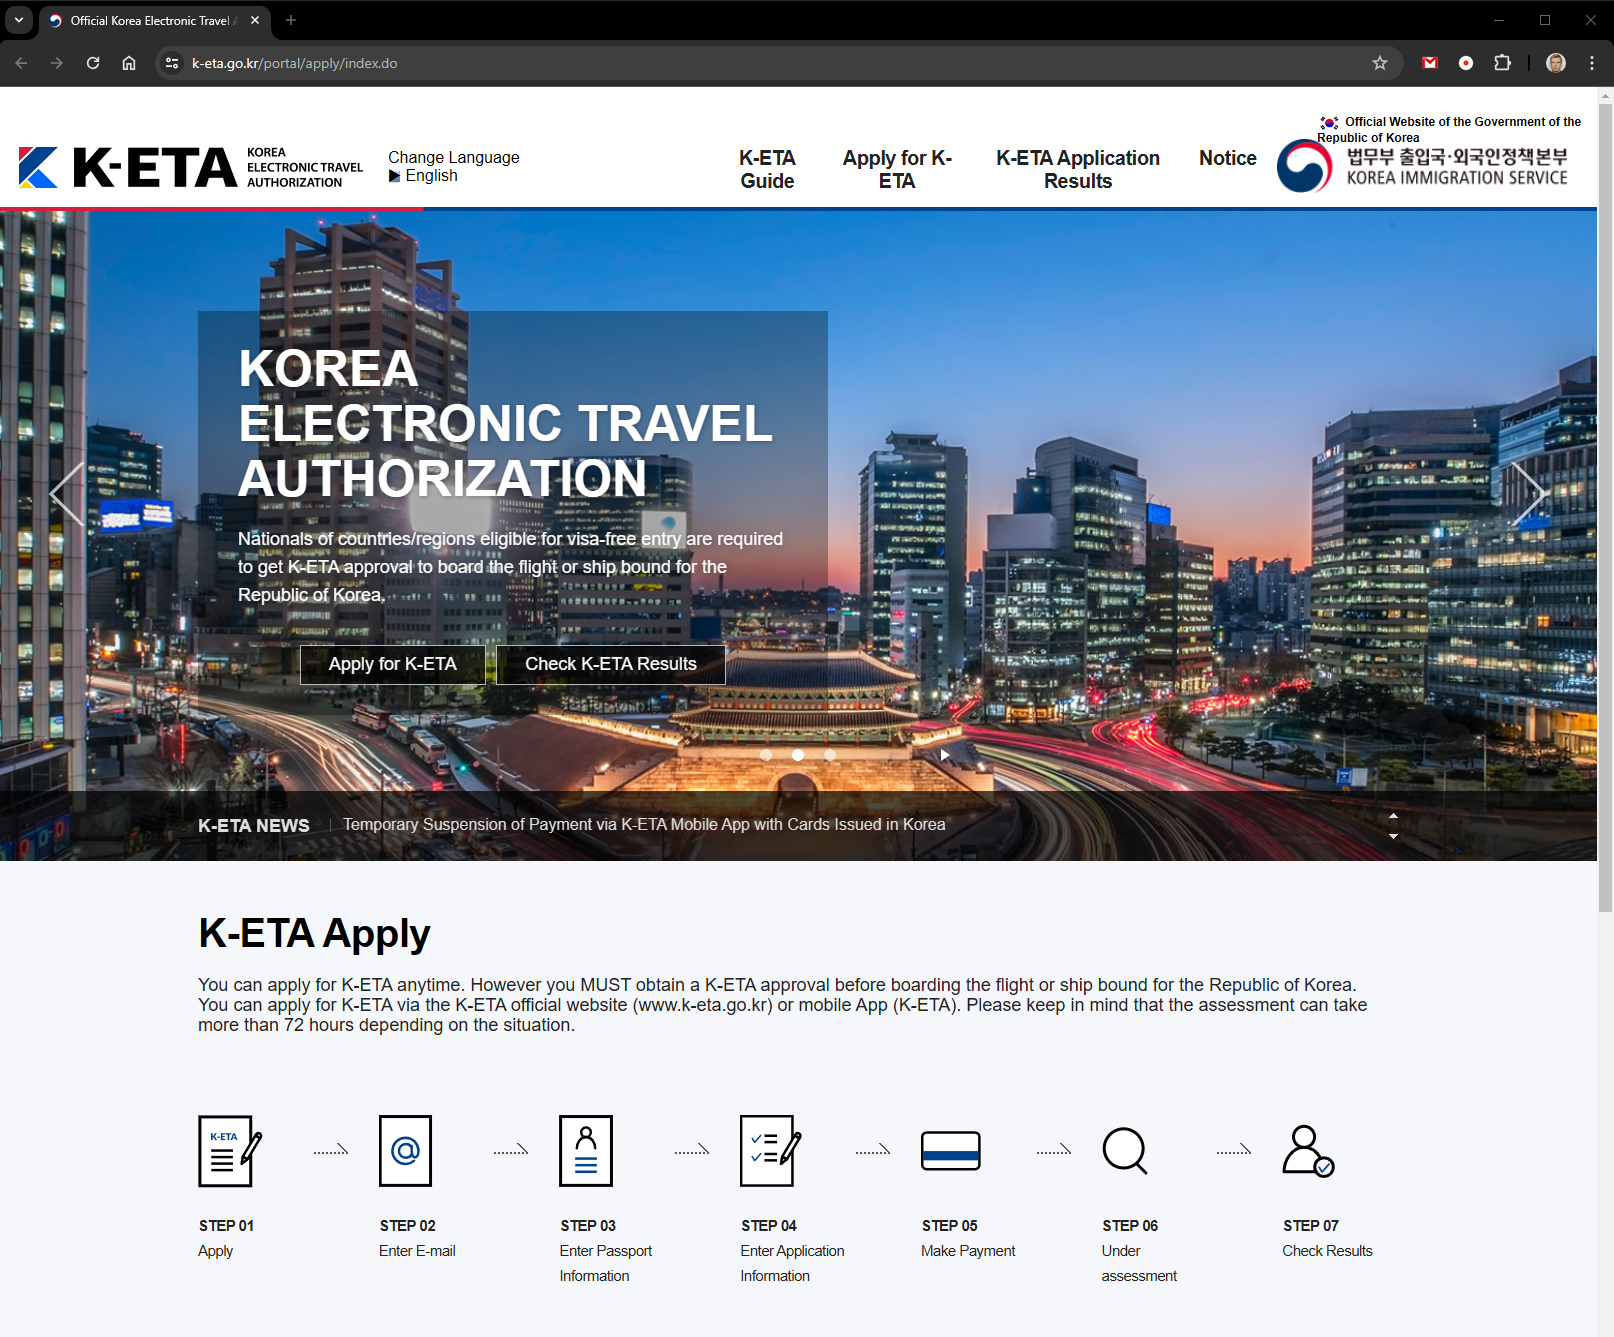 Official Korea Electronic Travel A
k-eta.go.kr/portal/apply/index.do
Official Website of the Government of the
Republic of Korea
K-ETA
KOREA
ELECTRONIC TRAVEL
AUTHORIZATION
Change Language
English
K-ETA
Guide
Apply for K-
ETA
K-ETA Application
Results
Notice
법무부 출입국·외국인정책본부
KOREA IMMIGRATION SERVICE
KOREA
ELECTRONIC TRAVEL
AUTHORIZATION
Nationals of countries/regions eligible for visa-free entry are required
to get K-ETA approval to board the flight or ship bound for the
Republic of Korea.
Apply for K-ETA
Check K-ETA Results
K-ETA NEWS
Temporary Suspension of Payment via K-ETA Mobile App with Cards Issued in Korea
K-ETA Apply
You can apply for K-ETA anytime. However you MUST obtain a K-ETA approval before boarding the flight or ship bound for the Republic of Korea.
You can apply for K-ETA via the K-ETA official website (www.k-eta.go.kr) or mobile App (K-ETA). Please keep in mind that the assessment can take
more than 72 hours depending on the situation.
K-ETA
STEP 01
Apply
STEP 02
Enter E-mail
STEP 03
Enter Passport
Information
STEP 04
Enter Application
Information
STEP 05
Make Payment
STEP 06
Under
assessment
STEP 07
Check Results